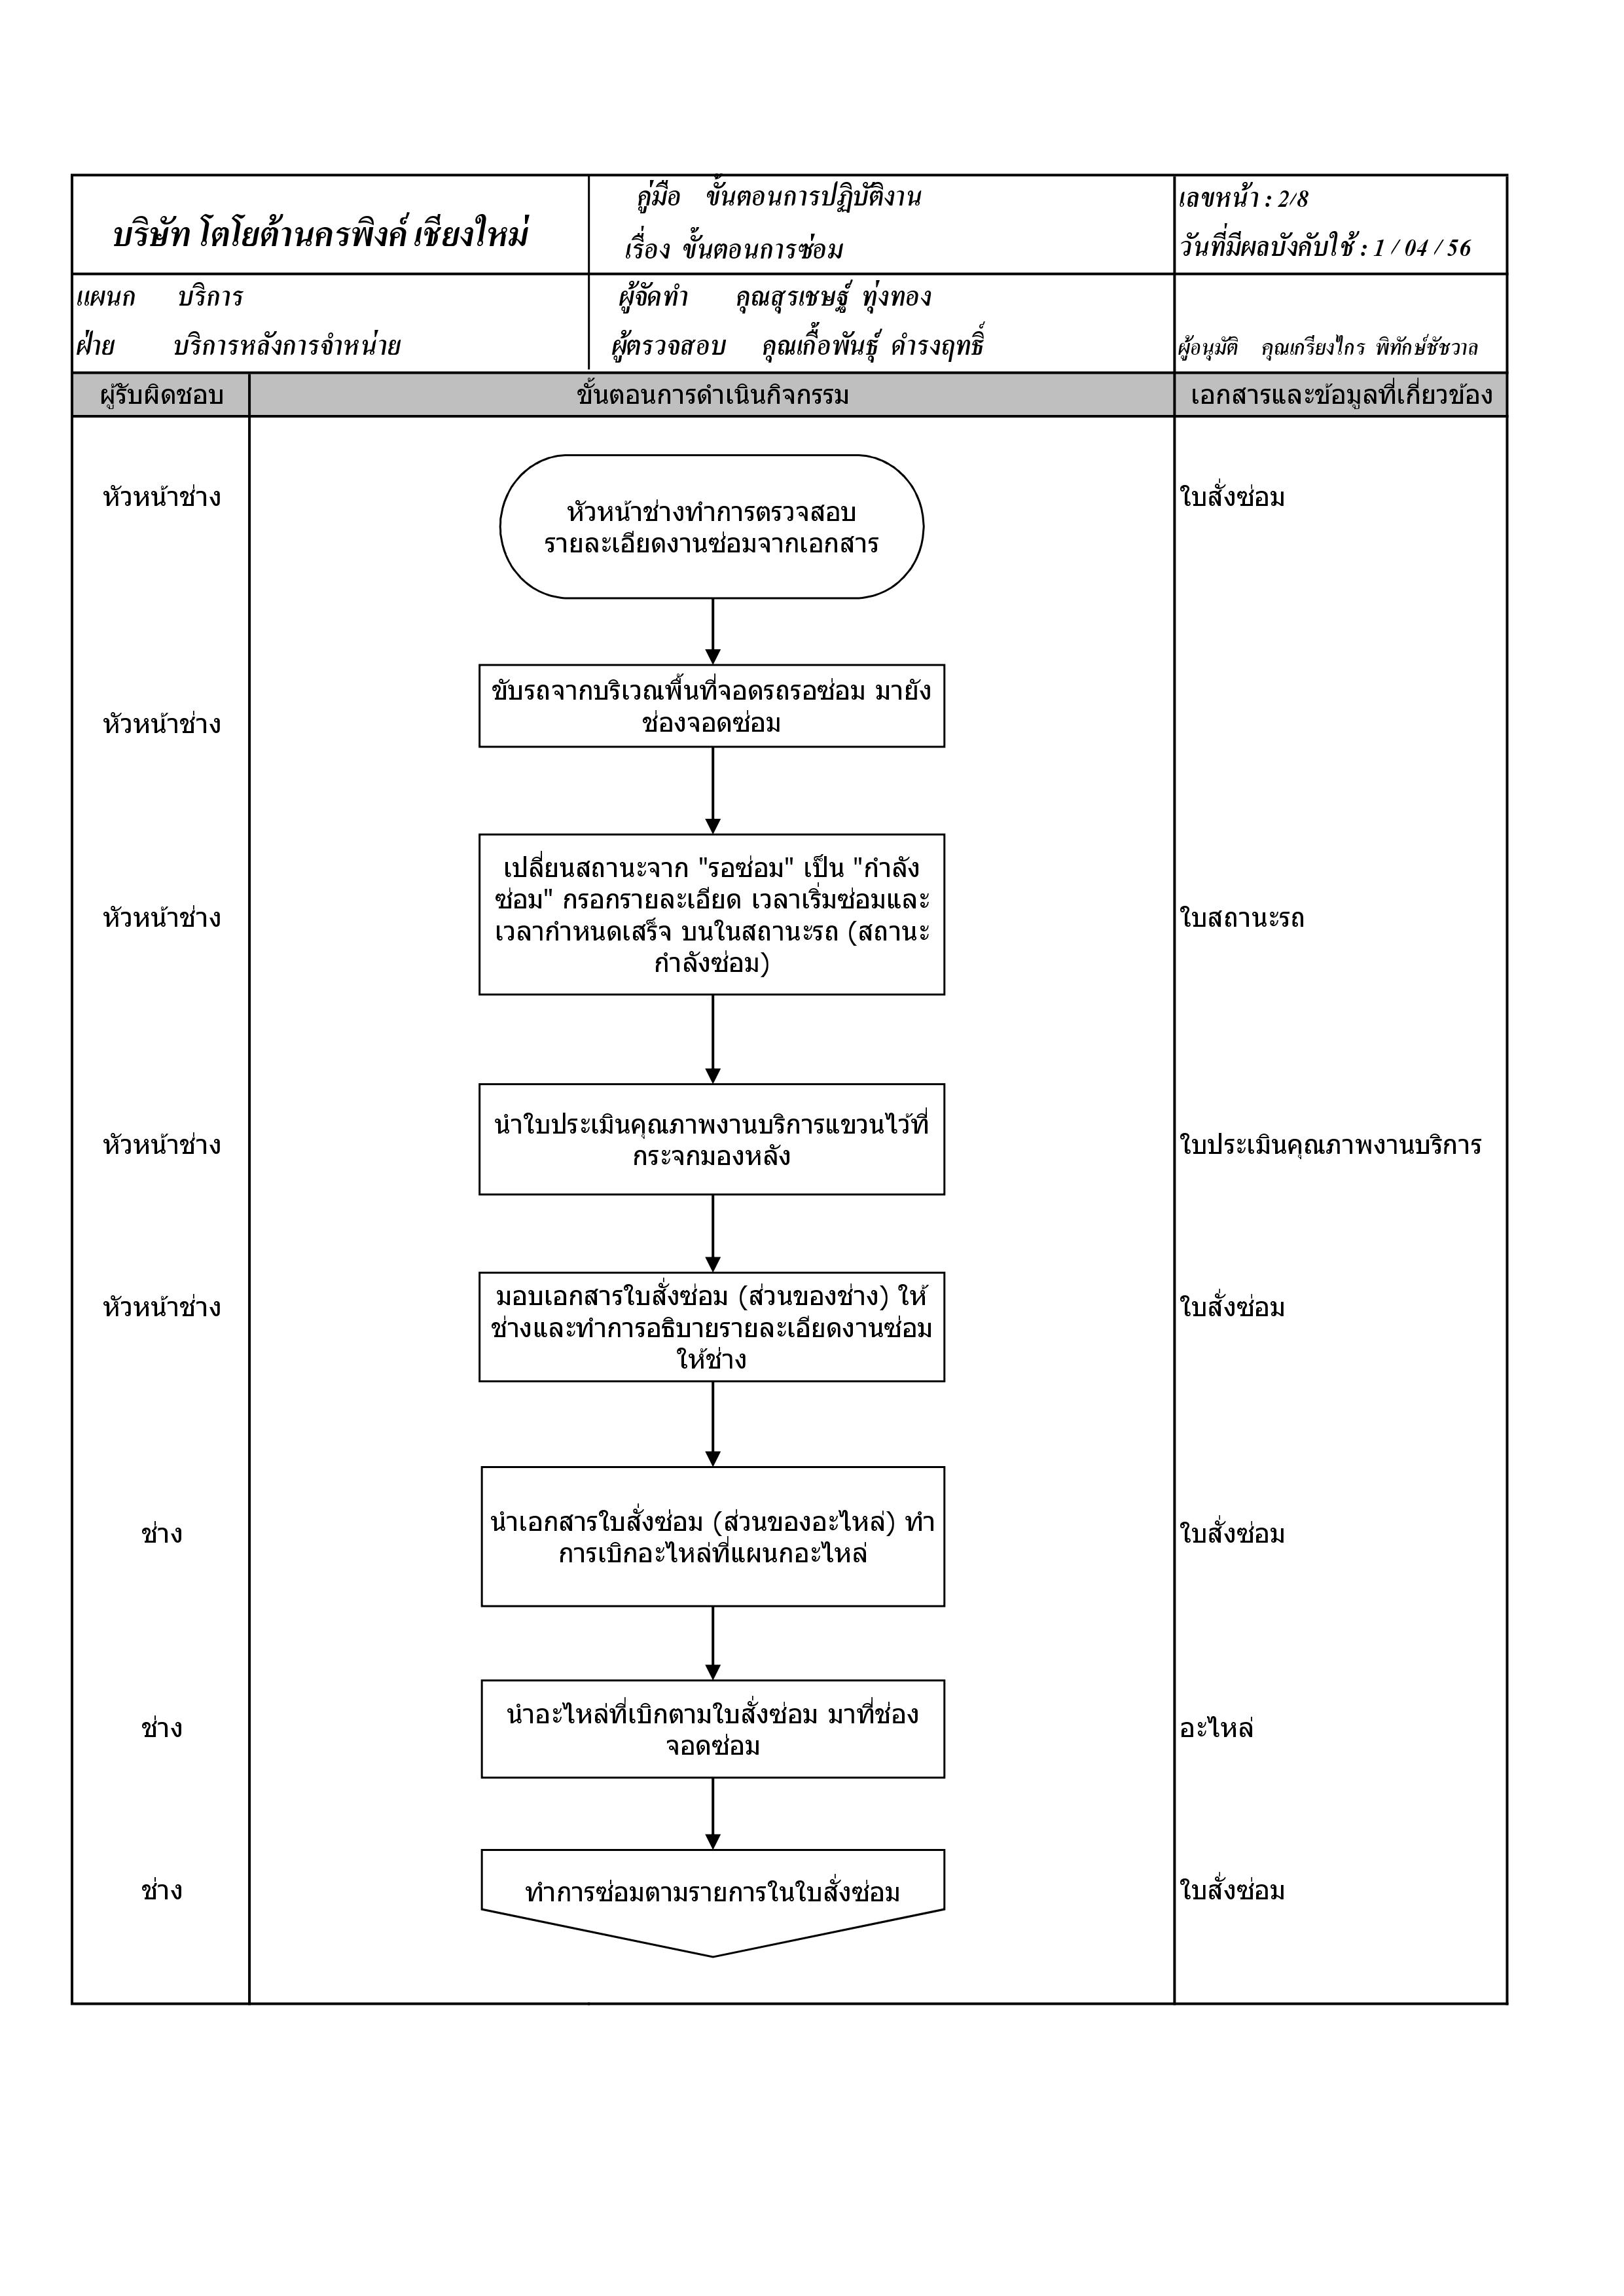 บริษัท โตโยต้านครพิงค์ เชียงใหม่
คู่มือ ขั้นตอนการปฏิบัติงาน
เรื่อง ขั้นตอนการซ่อม
เลขหน้า : 2/8
วันที่มีผลบังคับใช้ : 1 / 04 / 56
แผนก บริการ
ฝ่าย บริการหลังการจำหน่าย
ผู้จัดทำ คุณสุรเชษฐ์ ทุ่งทอง
ผู้ตรวจสอบ คุณเกื้อพันธุ์ ดำรงฤทธิ์
ผู้อนุมัติ คุณเกรียงไกร พิทักษ์ชัชวาล
ผู้รับผิดชอบ
ขั้นตอนการดำเนินกิจกรรม
เอกสารและข้อมูลที่เกี่ยวข้อง
หัวหน้าช่าง
หัวหน้าช่างทำการตรวจสอบ
รายละเอียดงานซ่อมจากเอกสาร
ใบสั่งซ่อม
หัวหน้าช่าง
ขับรถจากบริเวณพื้นที่จอดรถรอซ่อม มายัง
ช่องจอดซ่อม
หัวหน้าช่าง
เปลี่ยนสถานะจาก "รอซ่อม" เป็น "กำลัง
ซ่อม" กรอกรายละเอียด เวลาเริ่มซ่อมและ
เวลากำหนดเสร็จ บนในสถานะรถ (สถานะ
กำลังซ่อม)
ใบสถานะรถ
หัวหน้าช่าง
นำใบประเมินคุณภาพงานบริการแขวนไว้ที่
กระจกมองหลัง
ใบประเมินคุณภาพงานบริการ
หัวหน้าช่าง
มอบเอกสารใบสั่งซ่อม (ส่วนของช่าง) ให้
ช่างและทำการอธิบายรายละเอียดงานซ่อม
ให้ช่าง
ใบสั่งซ่อม
ช่าง
นำเอกสารใบสั่งซ่อม (ส่วนของอะไหล่) ทำ
การเบิกอะไหล่ที่แผนกอะไหล่
ใบสั่งซ่อม
ช่าง
นำอะไหล่ที่เบิกตามใบสั่งซ่อม มาที่ช่อง
จอดซ่อม
อะไหล่
ช่าง
ทำการซ่อมตามรายการในใบสั่งซ่อม
ใบสั่งซ่อม